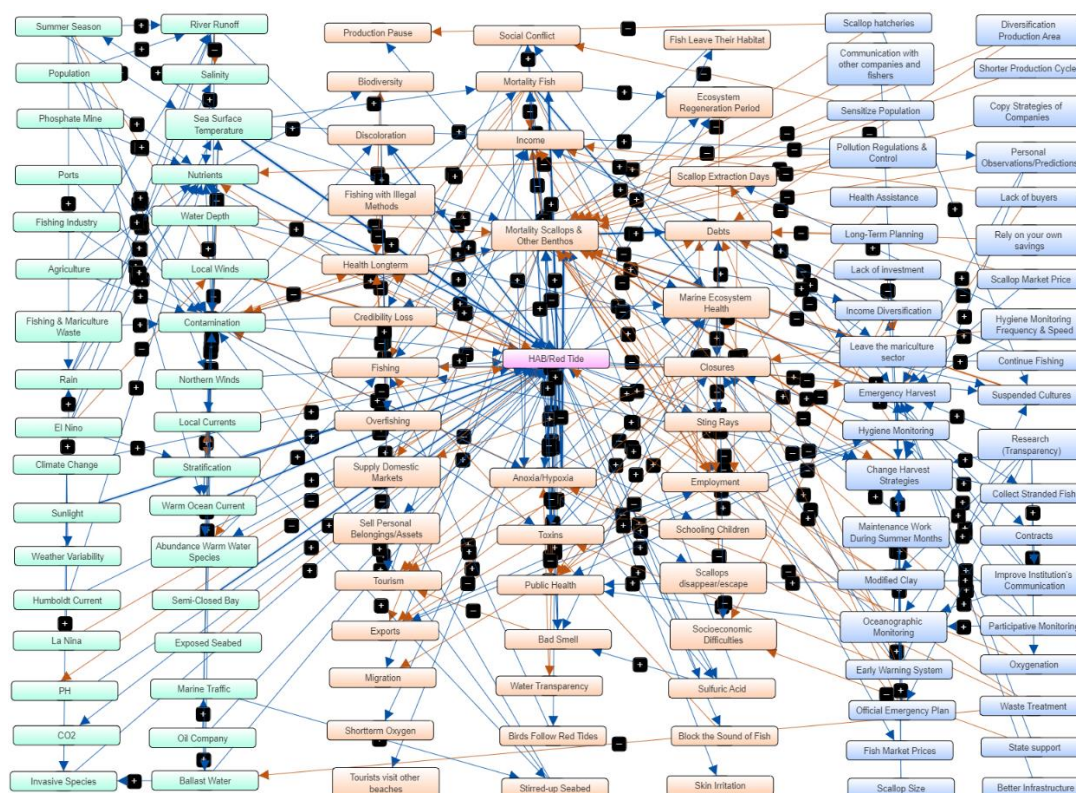 Summer Season
Population
Phosphate Mine
Ports
Fishing Industry
Agriculture
Fishing & Mariculture
Waste
Rain
El Nino
Climate Change
Sunlight
Weather Variability
Humboldt Current
La Nina
PH
CO2
Invasive Species
River Runoff
Salinity
Sea Surface
Temperature
Nutrients
Water Depth
Local Winds
Contamination
Northern Winds
Local Currents
Stratification
Warm Ocean Current
Abundance Warm Water
Species
Semi-Closed Bay
Exposed Seabed
Marine Traffic
Oil Company
Ballast Water
Production Pause
Biodiversity
Discoloration
Fishing with Illegal
Methods
Health Longterm
Credibility Loss
Fishing
Overfishing
Supply Domestic
Markets
Sell Personal
Belongings/Assets
Tourism
Exports
Migration
Shortterm Oxygen
Tourists visit other
beaches
Social Conflict
Mortality Fish
Income
Mortality Scallops &
Other Benthos
HAB/Red Tide
Anoxia/Hypoxia
Toxins
Public Health
Bad Smell
Water Transparency
Birds Follow Red Tides
Stirred-up Seabed
Fish Leave Their Habitat
Ecosystem
Regeneration Period
Scallop Extraction Days
Debts
Marine Ecosystem
Health
Closures
Sting Rays
Employment
Schooling Children
Scallops
disappear/escape
Socioeconomic
Difficulties
Sulfuric Acid
Block the Sound of Fish
Skin Irritation
Scallop hatcheries
Communication with
other companies and
fishers
Sensitize Population
Pollution Regulations &
Control
Health Assistance
Long-Term Planning
Lack of investment
Income Diversification
Leave the mariculture
sector
Emergency Harvest
Hygiene Monitoring
Change Harvest
Strategies
Maintenance Work
During Summer Months
Modified Clay
Oceanographic
Monitoring
Early Warning System
Official Emergency Plan
Fish Market Prices
Scallop Size
Diversification
Production Area
Shorter Production Cycle
Copy Strategies of
Companies
Personal
Observations/Predictions
Lack of buyers
Rely on your own
savings
Scallop Market Price
Hygiene Monitoring
Frequency & Speed
Continue Fishing
Suspended Cultures
Research
(Transparency)
Collect Stranded Fish
Contracts
Improve Institution's
Communication
Participative Monitoring
Oxygenation
Waste Treatment
State support
Better Infrastructure